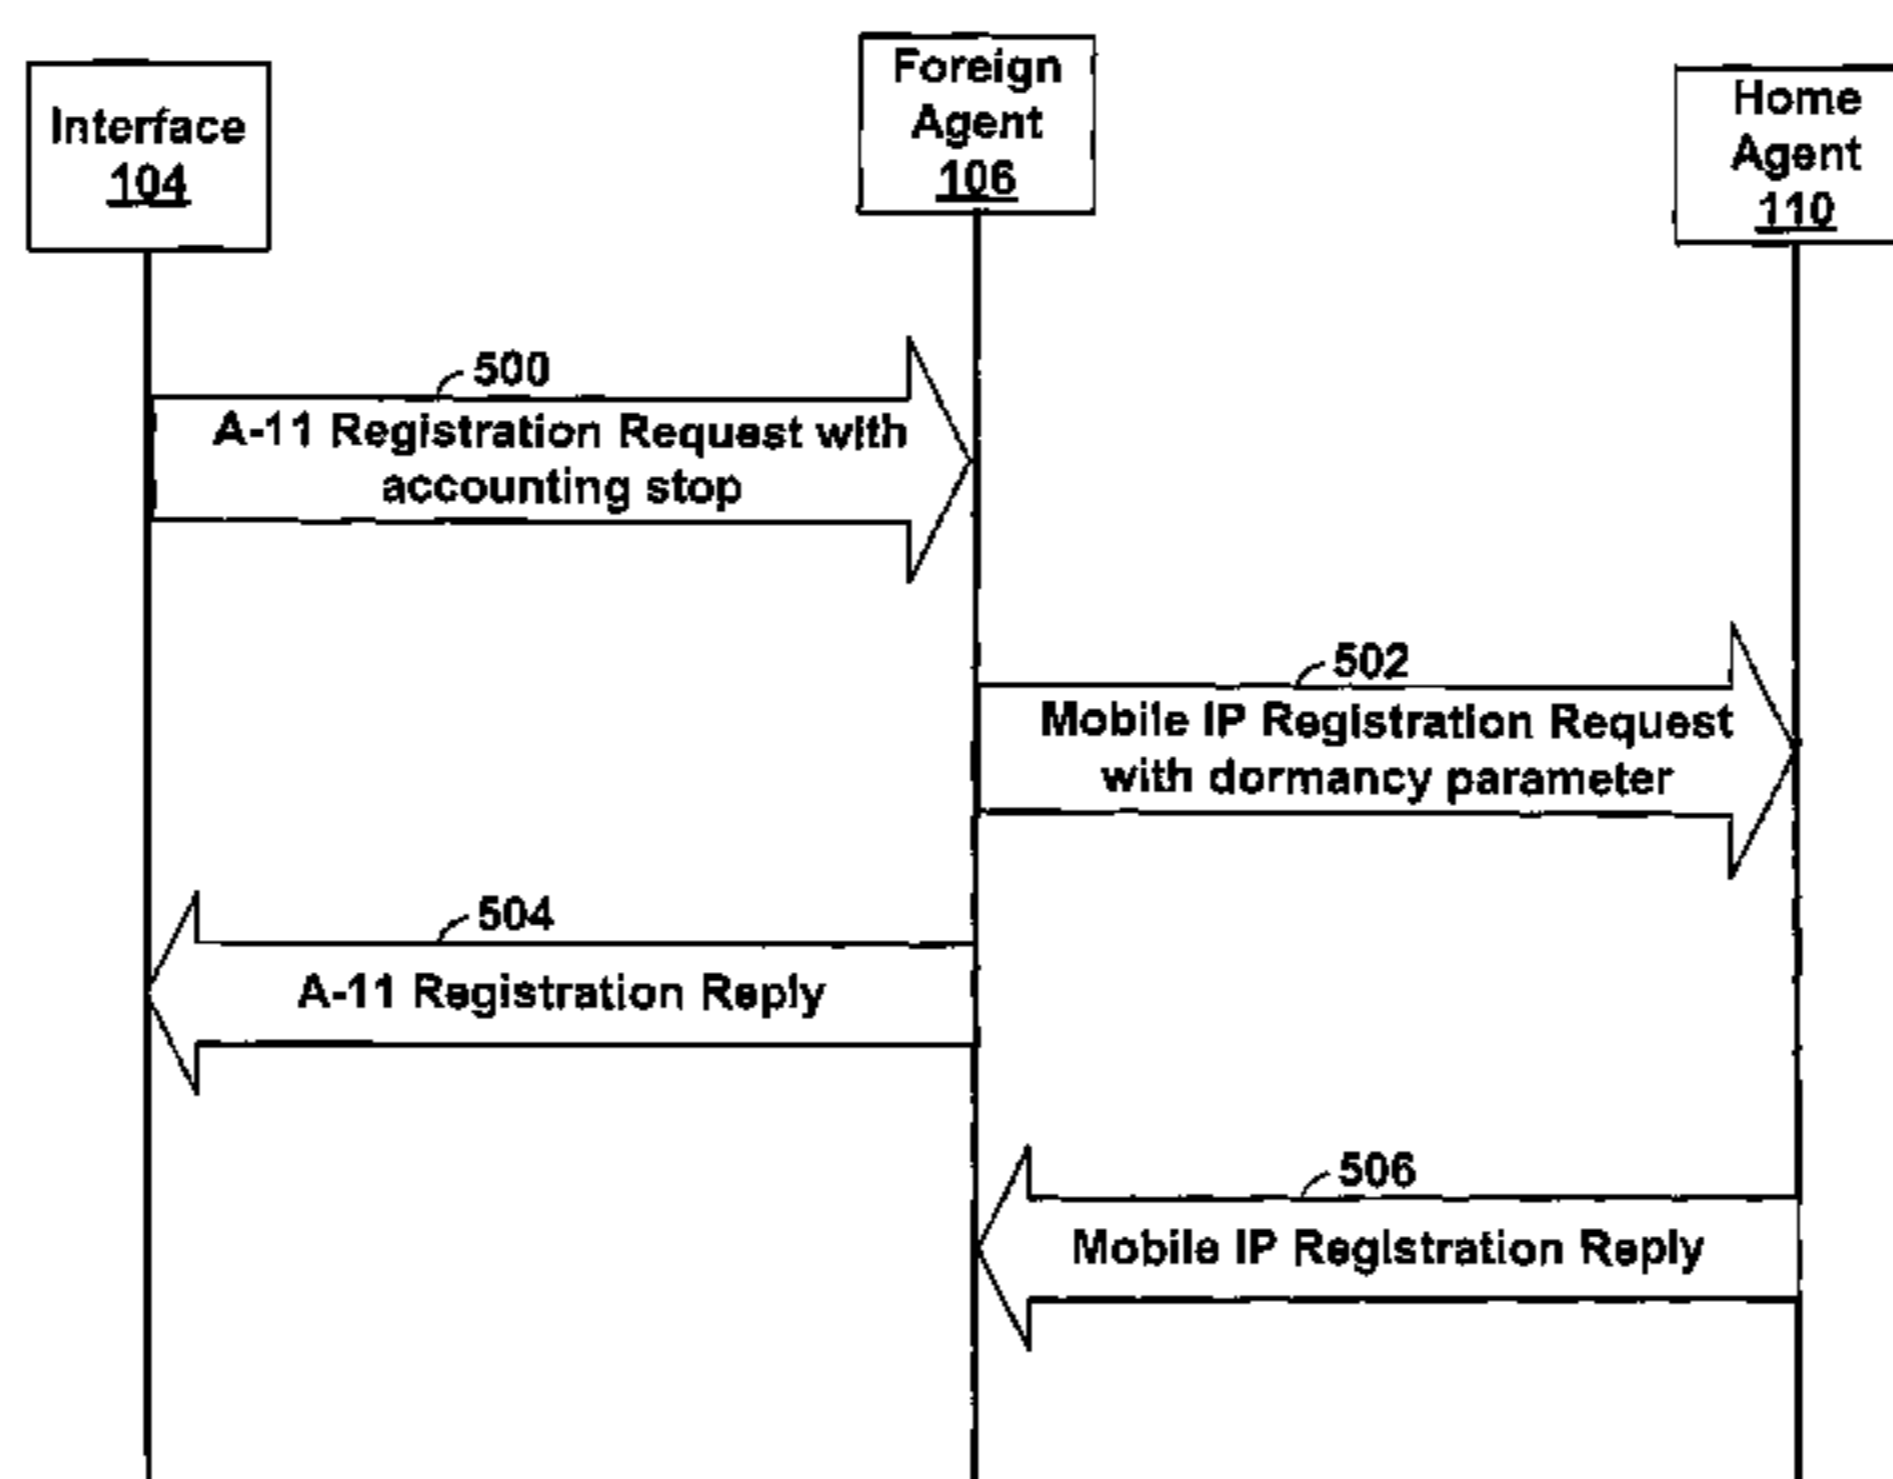 Interface
104
Foreign
Agent
106
Home
Agent
110
500
A-11 Registration Request with
accounting stop
502
Mobile IP Registration Request
with dormancy parameter
504
A-11 Registration Reply
506
Mobile IP Registration Reply